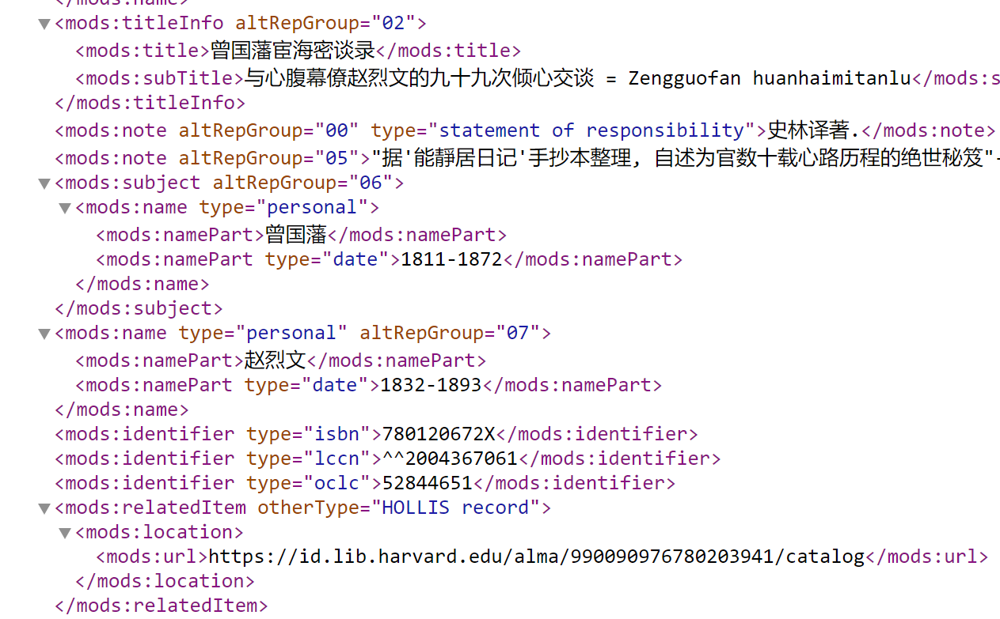 </mods:name>
▼<mods:titleInfo altRepGroup="02">
<mods:title>曾国藩宦海密谈录</mods:title>
<mods:subTitle>与心腹幕僚赵烈文的九十九次倾心交谈 = Zengguofan huanhaimitanlu</mods:s
</mods:titleInfo>
<mods:note altRepGroup="00" type="statement of responsibility">史林译著.</mods:note>
<mods:note altRepGroup="05">"据'能靜居日记'手抄本整理, 自述为官数十载心路历程的绝世秘笈"-
▼<mods:subject altRepGroup="06">
▼<mods:name type="personal">
<mods:namePart>曾国藩</mods:namePart>
<mods:namePart type="date">1811-1872</mods:namePart>
</mods:name>
</mods:subject>
▼<mods:name type="personal" altRepGroup="07">
<mods:namePart>赵烈文</mods:namePart>
<mods:namePart type="date">1832-1893</mods:namePart>
</mods:name>
<mods:identifier type="isbn">780120672X</mods:identifier>
<mods:identifier type="lccn">^^2004367061</mods:identifier>
<mods:identifier type="oclc">52844651</mods:identifier>
▼<mods:relatedItem otherType="HOLLIS record">
▼<mods:location>
<mods:url>https://id.lib.harvard.edu/alma/990090976780203941/catalog</mods:url>
</mods:location>
</mods:relatedItem>